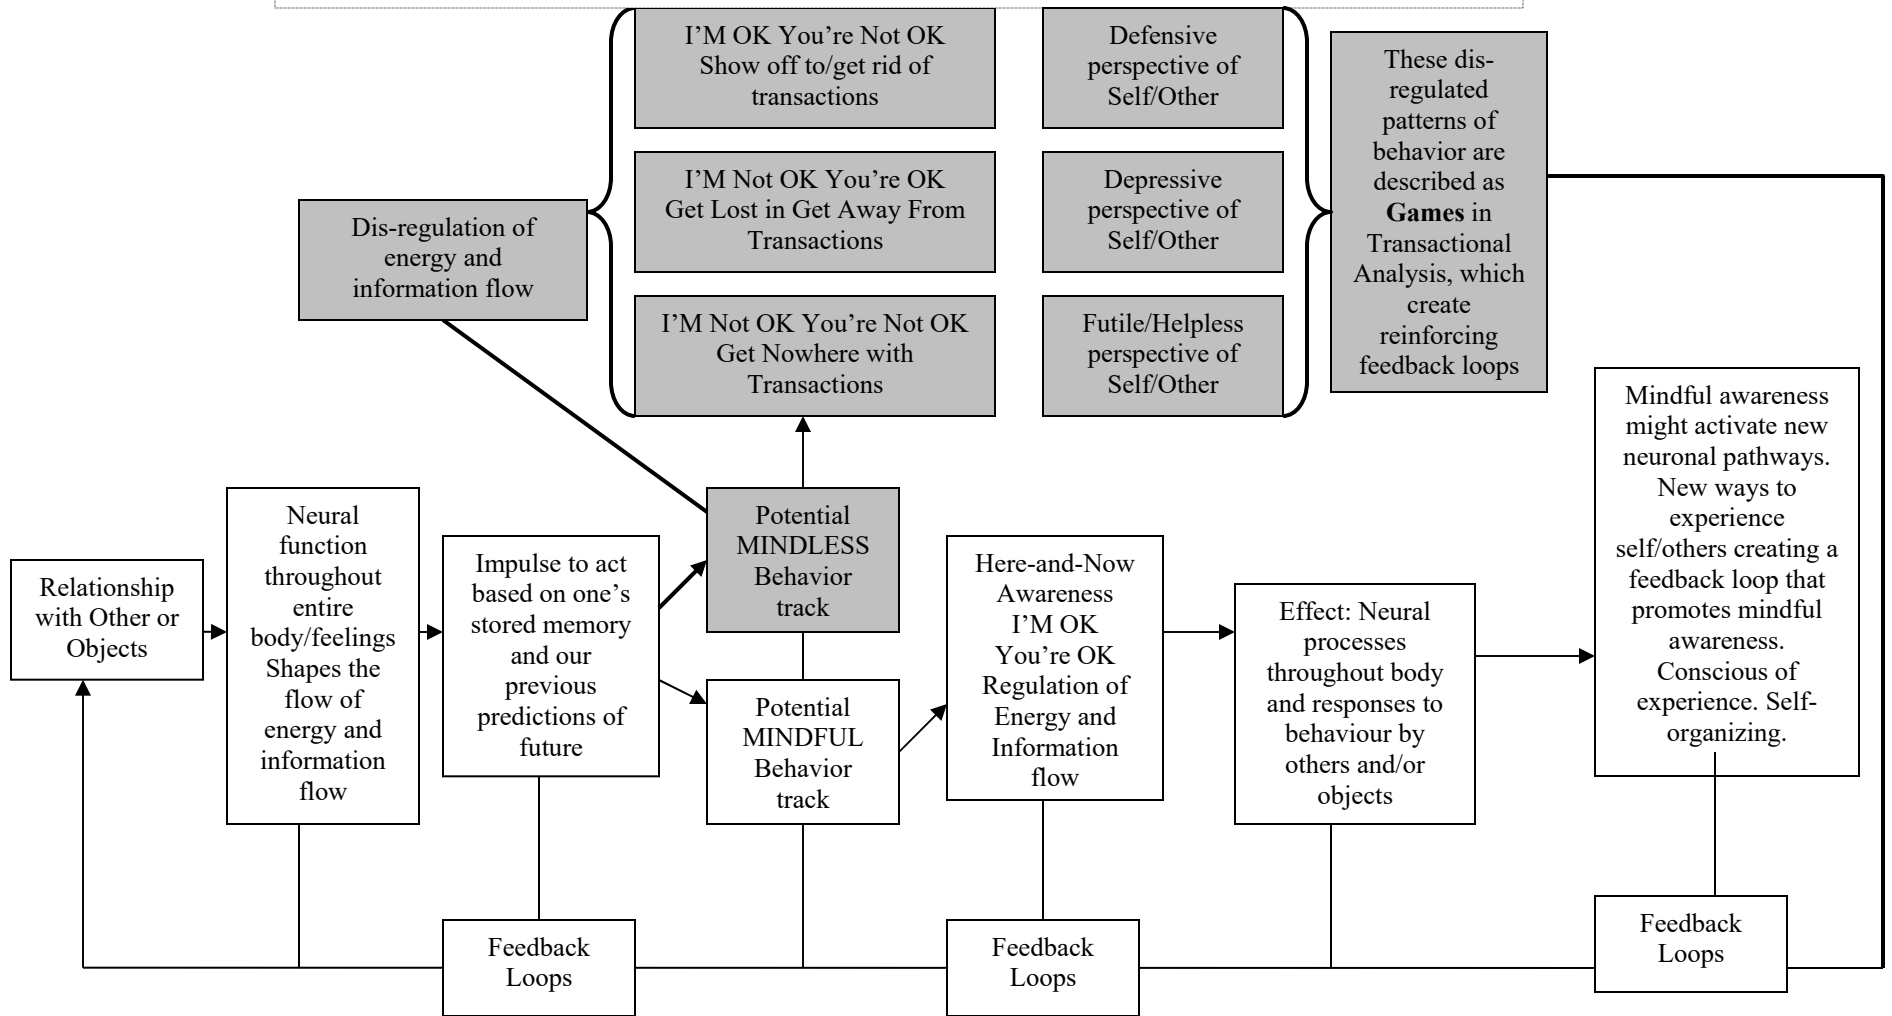 I'M OK You're Not OK
Show off to/get rid of
transactions
Defensive
perspective of
Self/Other
These dis-
regulated
patterns of
behavior are
described as
Games in
Transactional
Analysis, which
create
reinforcing
feedback loops
I'M Not OK You're OK
Get Lost in Get Away From
Transactions
Depressive
perspective of
Self/Other
Dis-regulation of
energy and
information flow
I'M Not OK You're Not OK
Get Nowhere with
Transactions
Futile/Helpless
perspective of
Self/Other
Mindful awareness
might activate new
neuronal pathways.
New ways to
experience
self/others creating a
feedback loop that
promotes mindful
awareness.
Conscious of
experience. Self-
organizing.
Relationship
with Other or
Objects
Neural
function
throughout
entire
body/feelings
Shapes the
flow of
energy and
information
flow
Impulse to act
based on one's
stored memory
and our
previous
predictions of
future
Potential
MINDLESS
Behavior
track
Potential
MINDFUL
Behavior
track
Here-and-Now
Awareness
I'M OK
You're OK
Regulation of
Energy and
Information
flow
Effect: Neural
processes
throughout body
and responses to
behaviour by
others and/or
objects
Feedback
Loops
Feedback
Loops
Feedback
Loops